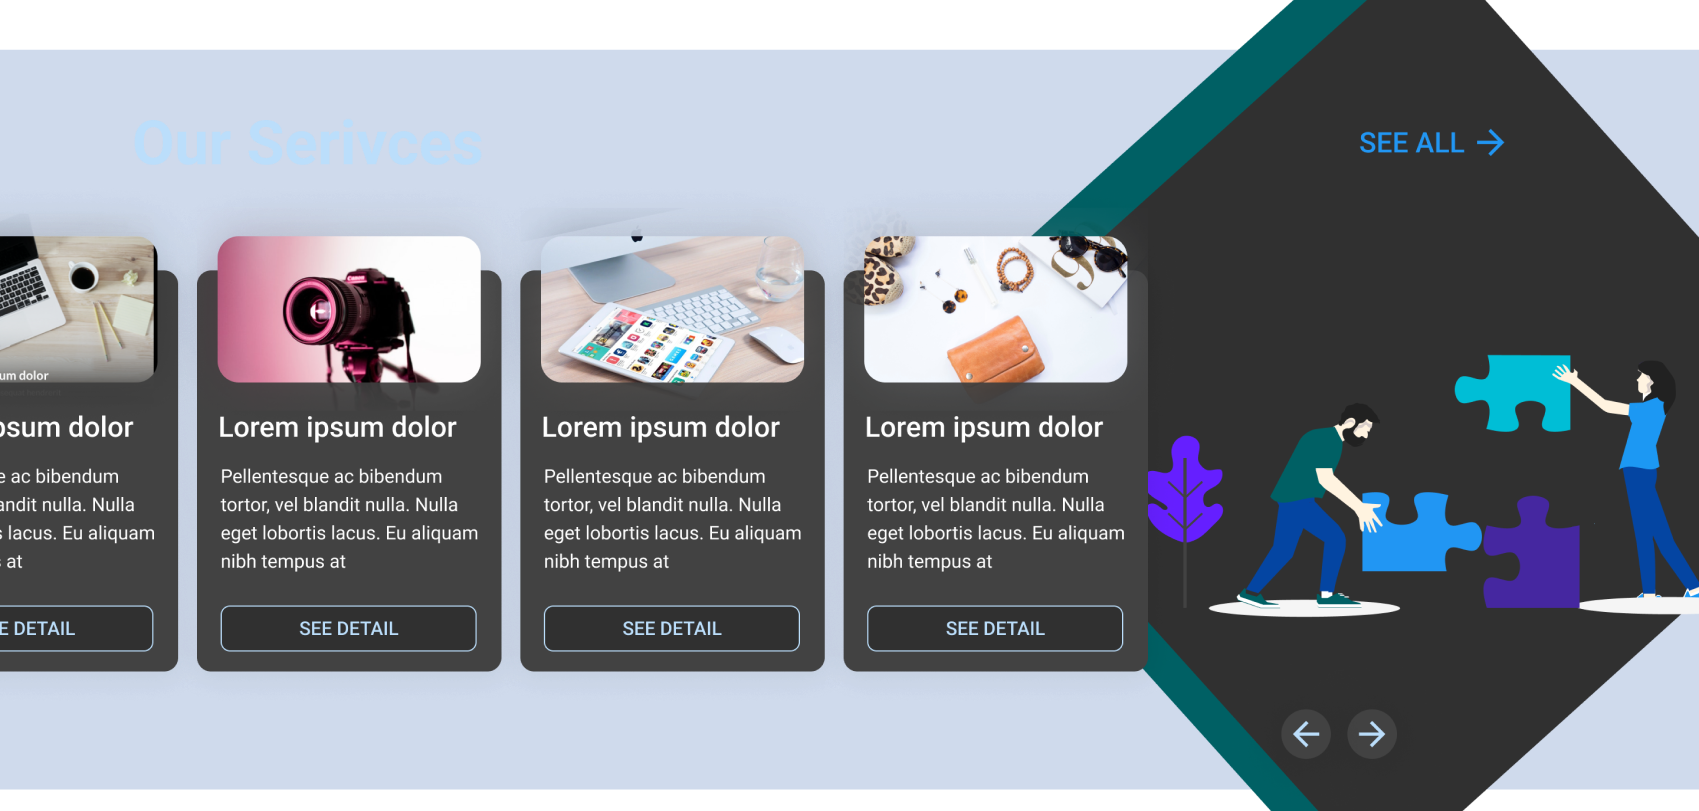 Our Serivces
SEE ALL
um dolor
psum dolor
e ac bibendum
andit nulla. Nulla
s lacus. Eu aliquam
s at
E DETAIL
Lorem ipsum dolor
Pellentesque ac bibendum
tortor, vel blandit nulla. Nulla
eget lobortis lacus. Eu aliquam
nibh tempus at
SEE DETAIL
Lorem ipsum dolor
Pellentesque ac bibendum
tortor, vel blandit nulla. Nulla
eget lobortis lacus. Eu aliquam
nibh tempus at
SEE DETAIL
Lorem ipsum dolor
Pellentesque ac bibendum
tortor, vel blandit nulla. Nulla
eget lobortis lacus. Eu aliquam
nibh tempus at
SEE DETAIL